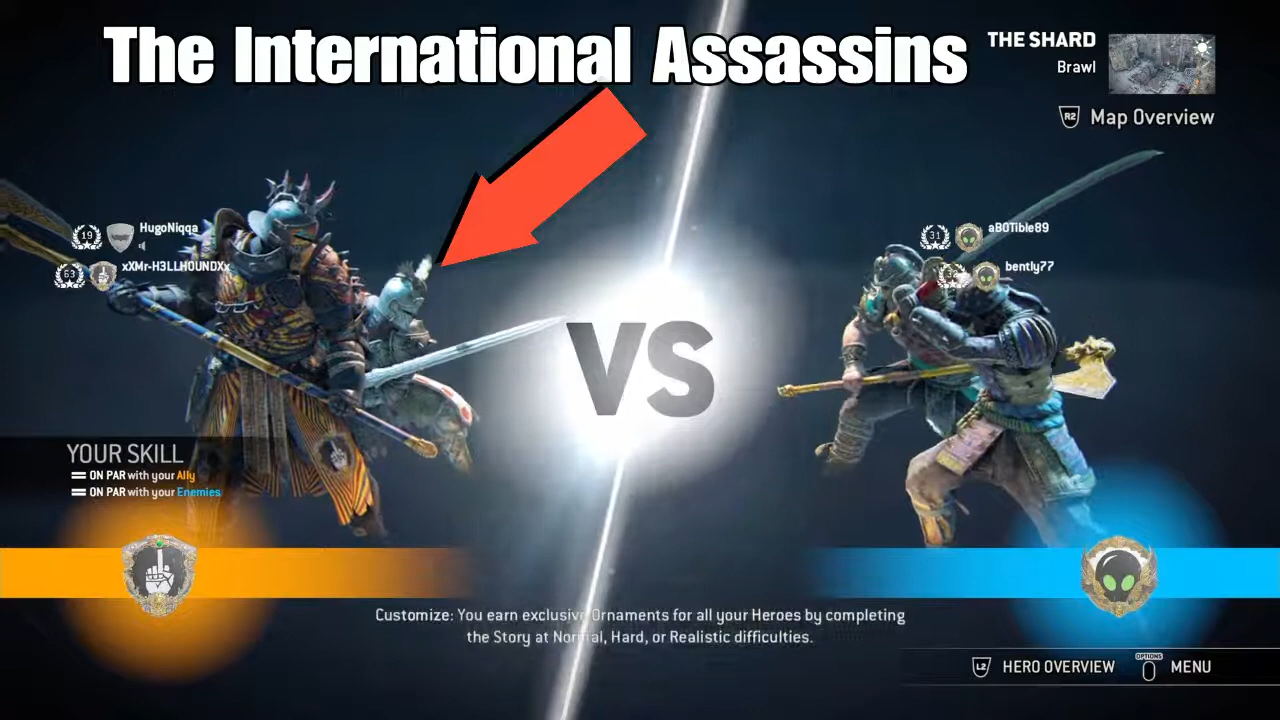 The International Assassins
THE SHARD
Brawl
R2 Map Overview
19 HugoNiqqa
63 xXMr-H3LLH0UNDXx
31 aB0Tible89
bently77
VS
YOUR SKILL
ON PAR with your Ally
ON PAR with your Enemies
Customize: You earn exclusive Ornaments for all your Heroes by completing
the Story at Normal, Hard, or Realistic difficulties.
L2 HERO OVERVIEW OPTIONS MENU